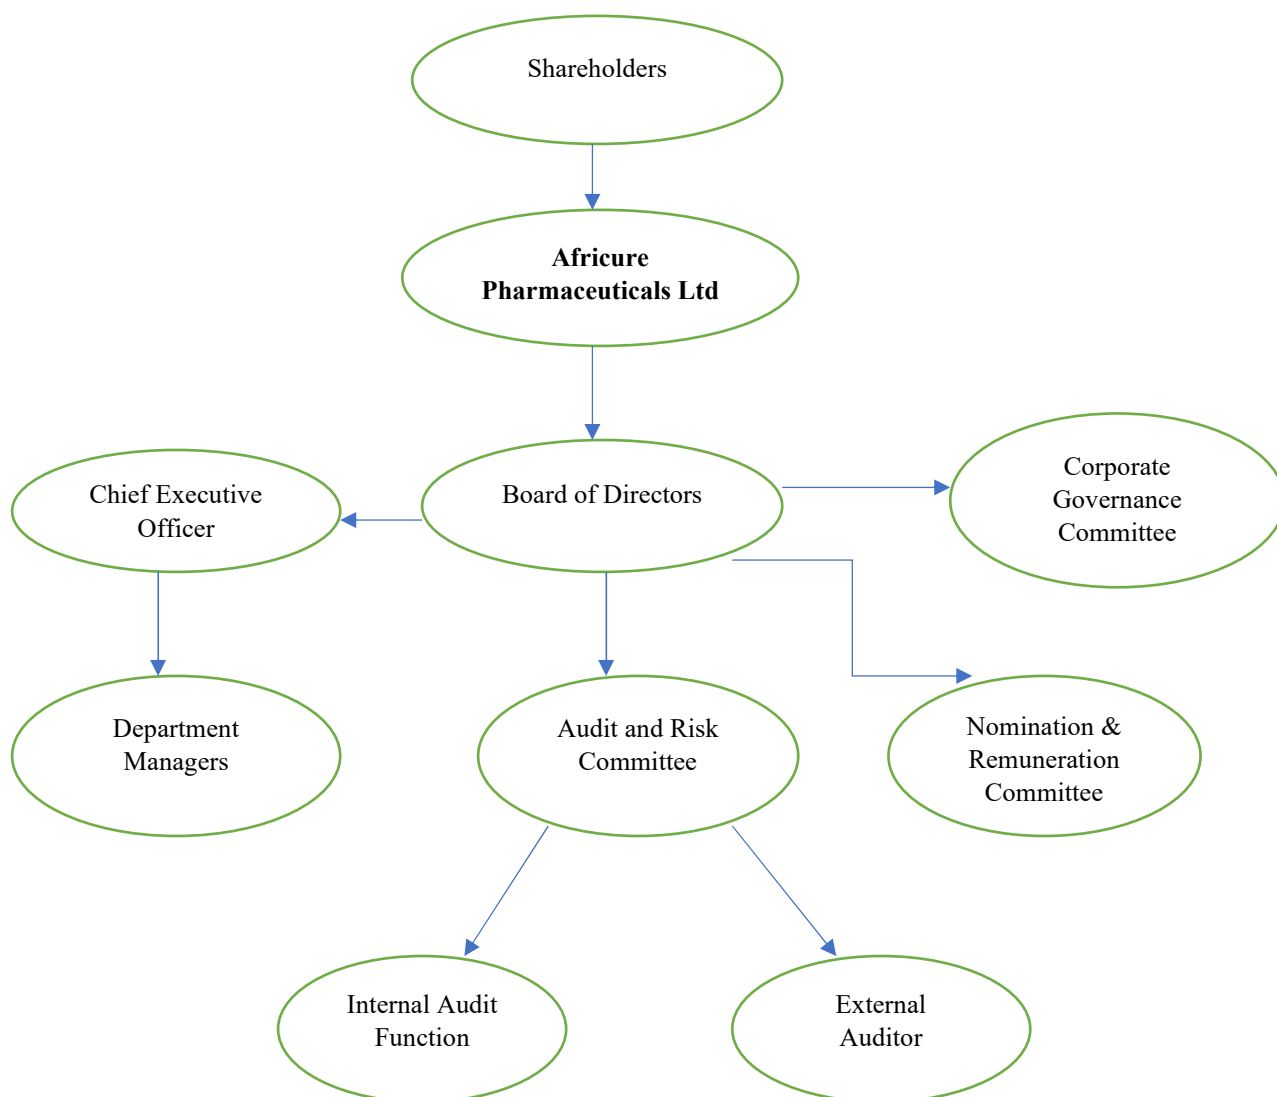 Shareholders
Africure
Pharmaceuticals Ltd
Board of Directors
Chief Executive
Officer
Corporate
Governance
Committee
Department
Managers
Audit and Risk
Committee
Nomination &
Remuneration
Committee
Internal Audit
Function
External
Auditor